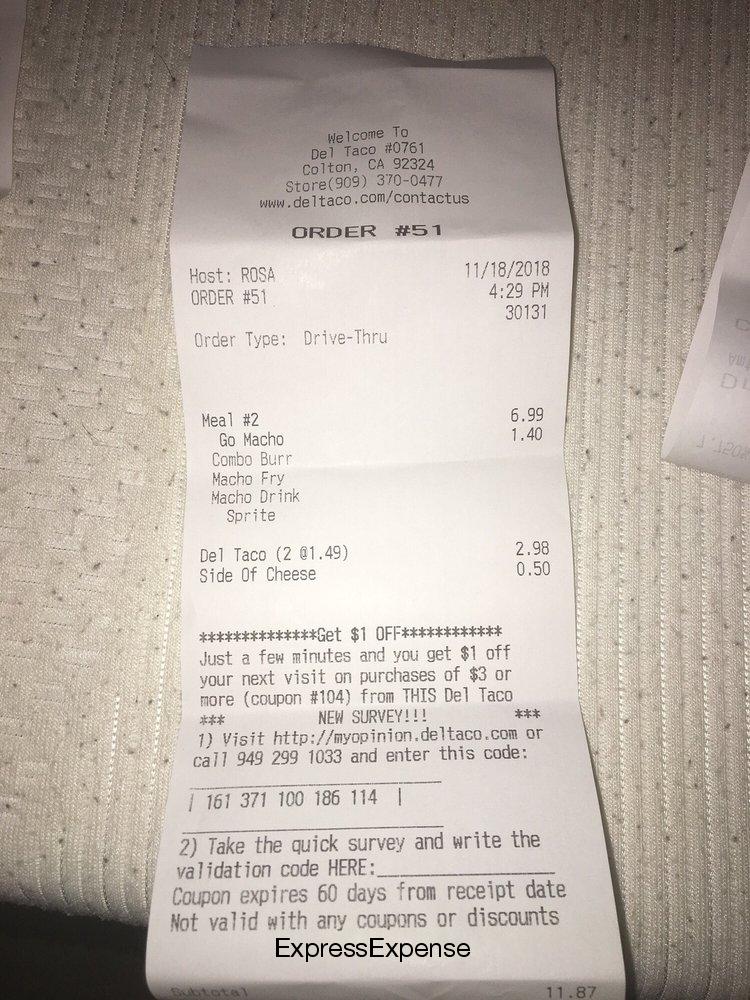 Welcome To
Del Taco #0761
Colton, CA 92324
Store(909) 370-0477
www.deltaco.com/contactus
ORDER #51
Host: ROSA 11/18/2018
ORDER #51 4:29 PM
30131
Order Type: Drive-Thru
Meal #2 6.99
Go Macho 1.40
Combo Burr
Macho Fry
Macho Drink
Sprite
Del Taco (2 @1.49) 2.98
Side Of Cheese 0.50
**************Get $1 OFF************
Just a few minutes and you get $1 off
your next visit on purchases of $3 or
more (coupon #104) from THIS Del Taco
*** NEW SURVEY!!! ***
1) Visit http://myopinion.deltaco.com or
call 949 299 1033 and enter this code:
| 161 371 100 186 114 |
2) Take the quick survey and write the
validation code HERE:__________________
Coupon expires 60 days from receipt date
Not valid with any coupons or discounts
ExpressExpense
Subtotal 11.87